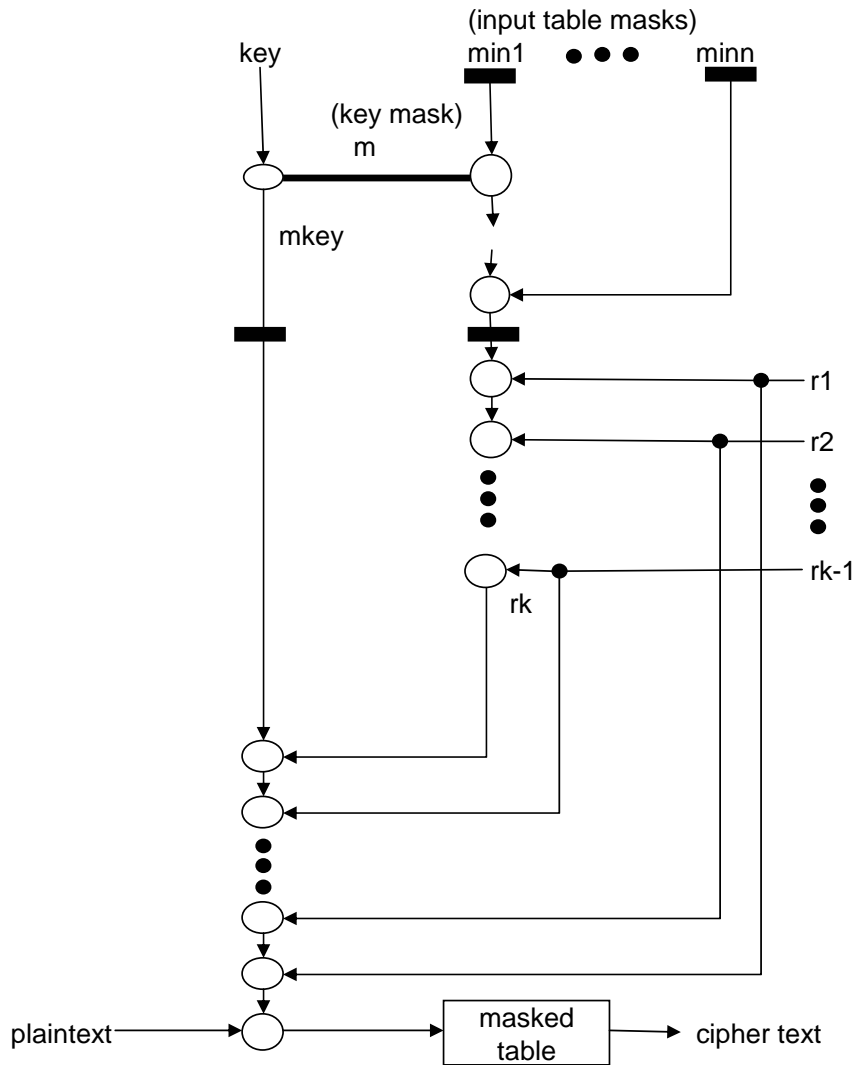 (input table masks)
key
min1
minn
(key mask)
m
mkey
r1
r2
rk-1
rk
plaintext
masked
table
cipher text